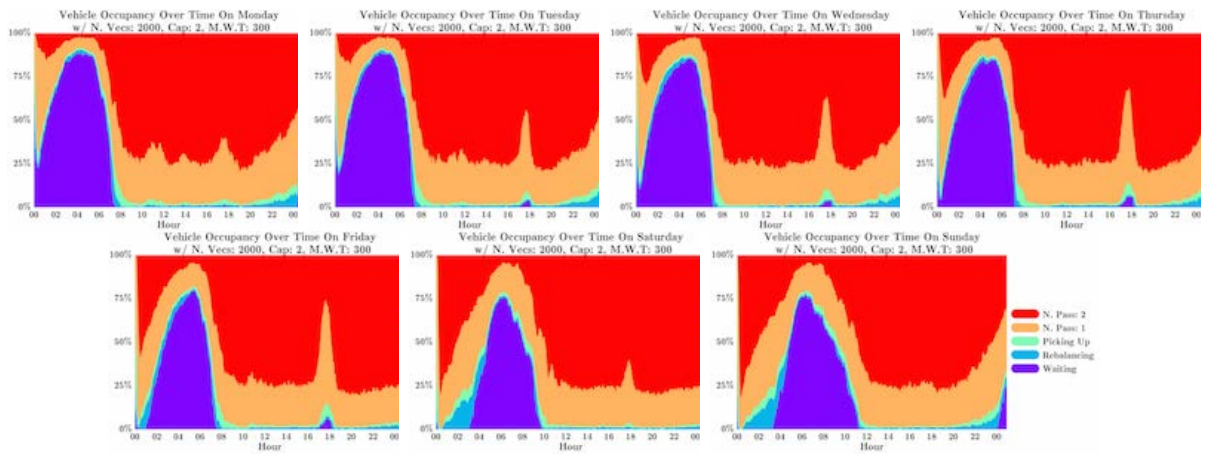 Vehicle Occupancy Over Time On Monday
w/ N. Vecs: 2000, Cap: 2, M.W.T: 300
100%
75%
50%
25%
0%
00 02 04 06 08 10 12 14 16 18 20 22 00
Hour
Vehicle Occupancy Over Time On Tuesday
w/ N. Vecs: 2000, Cap: 2, M.W.T: 300
100%
75%
50%
25%
0%
00 02 04 06 08 10 12 14 16 18 20 22 00
Hour
Vehicle Occupancy Over Time On Wednesday
w/ N. Vecs: 2000, Cap: 2, M.W.T: 300
100%
75%
50%
25%
0%
00 02 04 06 08 10 12 14 16 18 20 22 00
Hour
Vehicle Occupancy Over Time On Thursday
w/ N. Vecs: 2000, Cap: 2, M.W.T: 300
100%
75%
50%
25%
0%
00 02 04 06 08 10 12 14 16 18 20 22 00
Hour
Vehicle Occupancy Over Time On Friday
w/ N. Vecs: 2000, Cap: 2, M.W.T: 300
100%
75%
50%
25%
0%
00 02 04 06 08 10 12 14 16 18 20 22 00
Hour
Vehicle Occupancy Over Time On Saturday
w/ N. Vecs: 2000, Cap: 2, M.W.T: 300
100%
75%
50%
25%
0%
00 02 04 06 08 10 12 14 16 18 20 22 00
Hour
Vehicle Occupancy Over Time On Sunday
w/ N. Vecs: 2000, Cap: 2, M.W.T: 300
100%
75%
50%
25%
0%
00 02 04 06 08 10 12 14 16 18 20 22 00
Hour
N. Pass: 2
N. Pass: 1
Picking Up
Rebalancing
Waiting